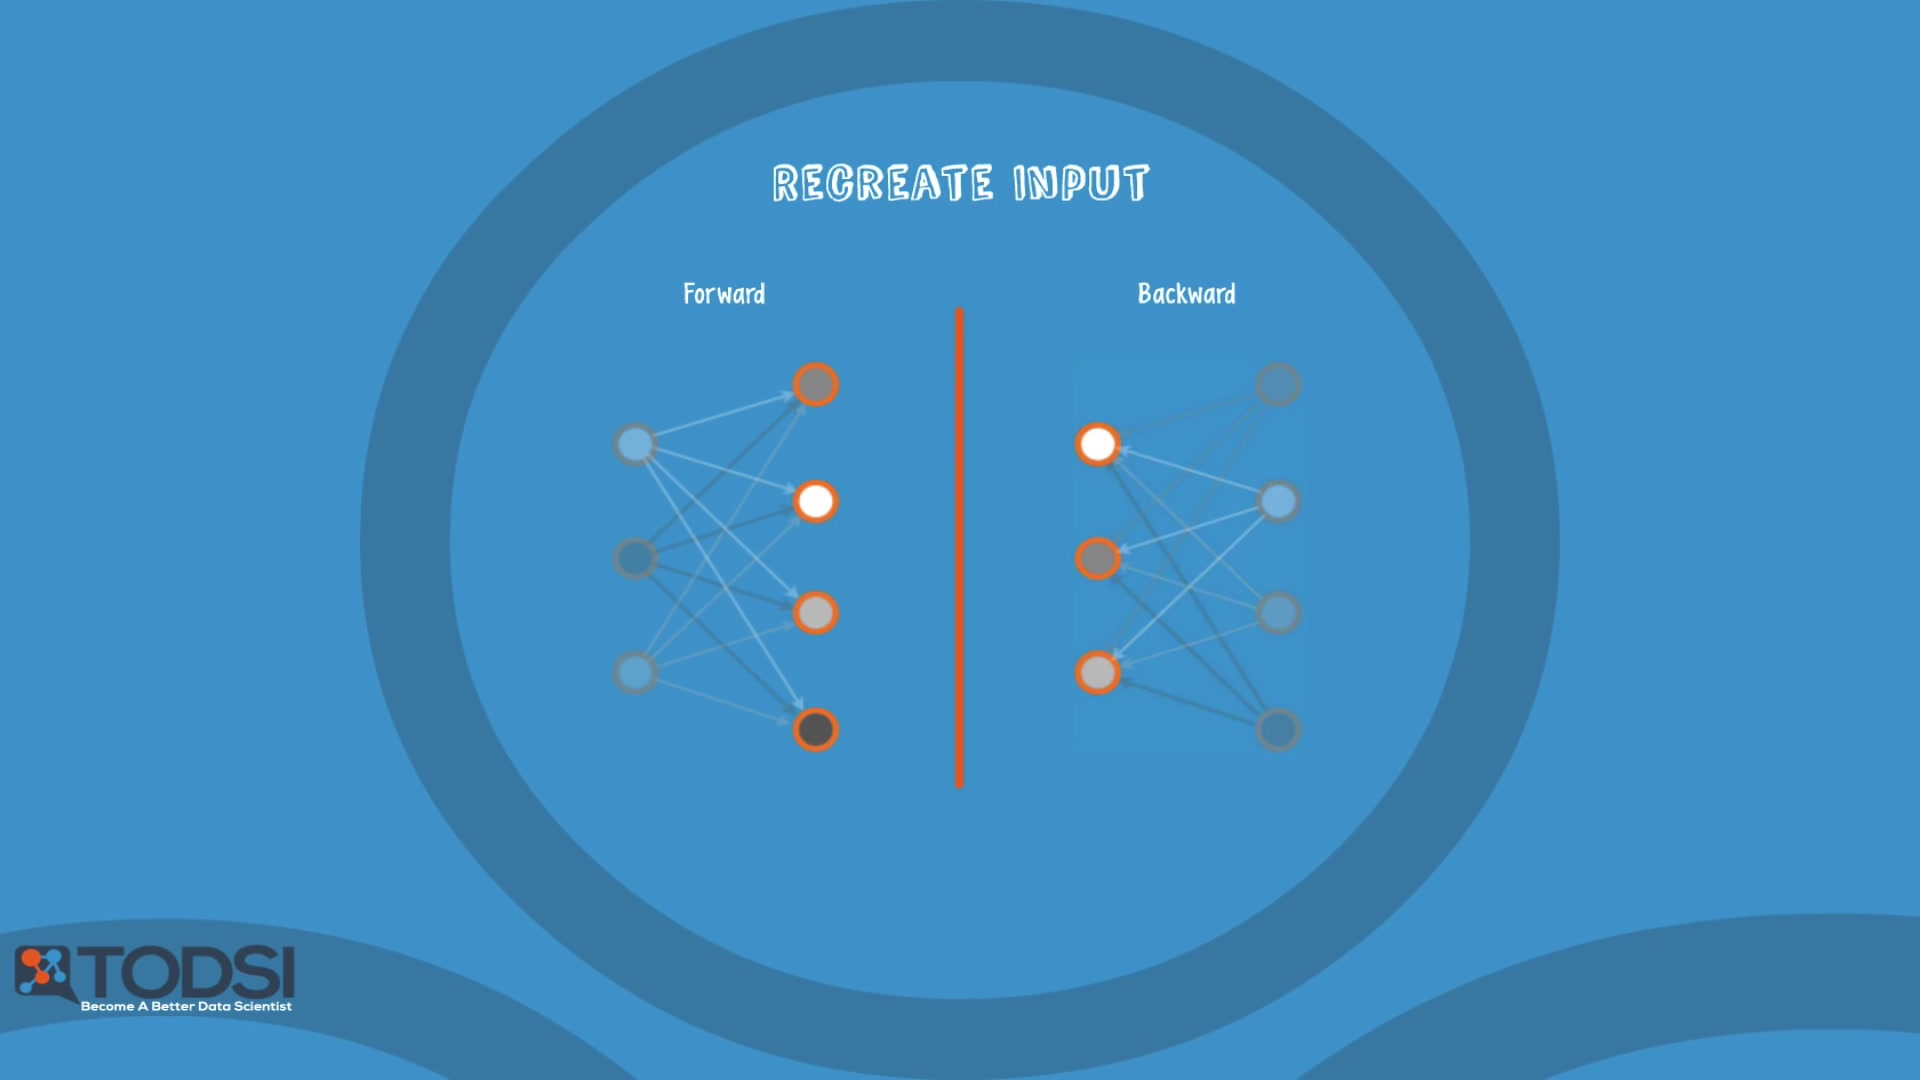 RECREATE INPUT
Forward
Backward
TODSI
Become A Better Data Scientist